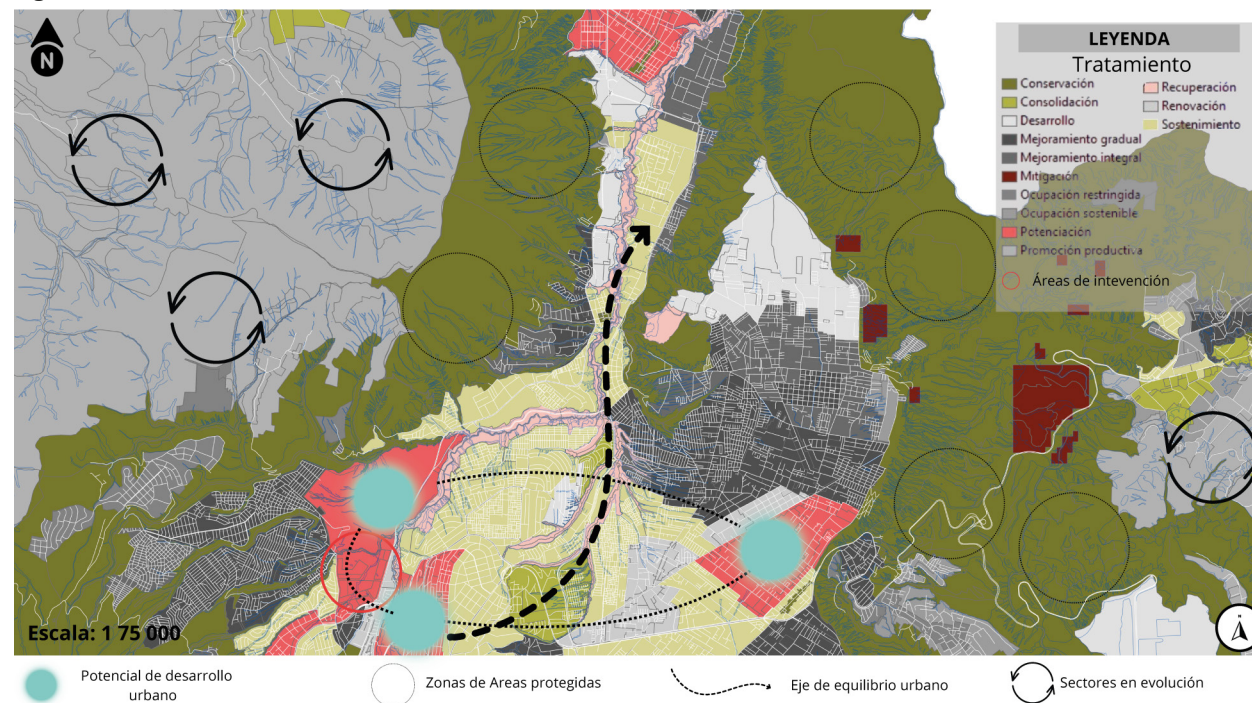 N
LEYENDA
Tratamiento
Conservación
Consolidación
Desarrollo
Mejoramiento gradual
Mejoramiento integral
Mitigación
Ocupación restringida
Ocupación sostenible
Potenciación
Promoción productiva
Recuperación
Renovación
Sostenimiento
Áreas de intevención
Escala: 1 75 000
Potencial de desarrollo
urbano
Zonas de Areas protegidas
Eje de equilibrio urbano
Sectores en evolución